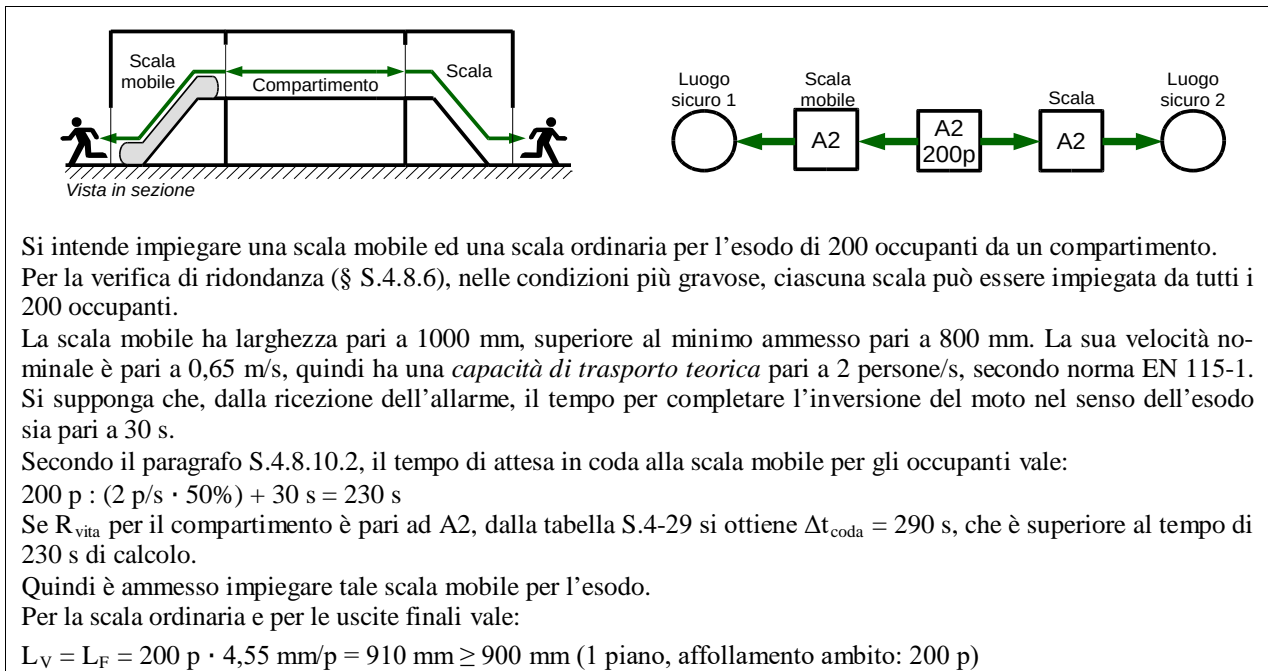 Scala
mobile
Compartimento
Scala
Vista in sezione
Luogo
sicuro 1
Scala
mobile
Scala
Luogo
sicuro 2
A2
A2
200p
A2
Si intende impiegare una scala mobile ed una scala ordinaria per l'esodo di 200 occupanti da un compartimento.
Per la verifica di ridondanza (§ S.4.8.6), nelle condizioni più gravose, ciascuna scala può essere impiegata da tutti i
200 occupanti.
La scala mobile ha larghezza pari a 1000 mm, superiore al minimo ammesso pari a 800 mm. La sua velocità no-
minale è pari a 0,65 m/s, quindi ha una capacità di trasporto teorica pari a 2 persone/s, secondo norma EN 115-1.
Si supponga che, dalla ricezione dell'allarme, il tempo per completare l'inversione del moto nel senso dell'esodo
sia pari a 30 s.
Secondo il paragrafo S.4.8.10.2, il tempo di attesa in coda alla scala mobile per gli occupanti vale:
200 p : (2 p/s · 50%) + 30 s = 230 s
Se Rvita per il compartimento è pari ad A2, dalla tabella S.4-29 si ottiene Δtcoda = 290 s, che è superiore al tempo di
230 s di calcolo.
Quindi è ammesso impiegare tale scala mobile per l'esodo.
Per la scala ordinaria e per le uscite finali vale:
LV = LF = 200 p · 4,55 mm/p = 910 mm ≥ 900 mm (1 piano, affollamento ambito: 200 p)